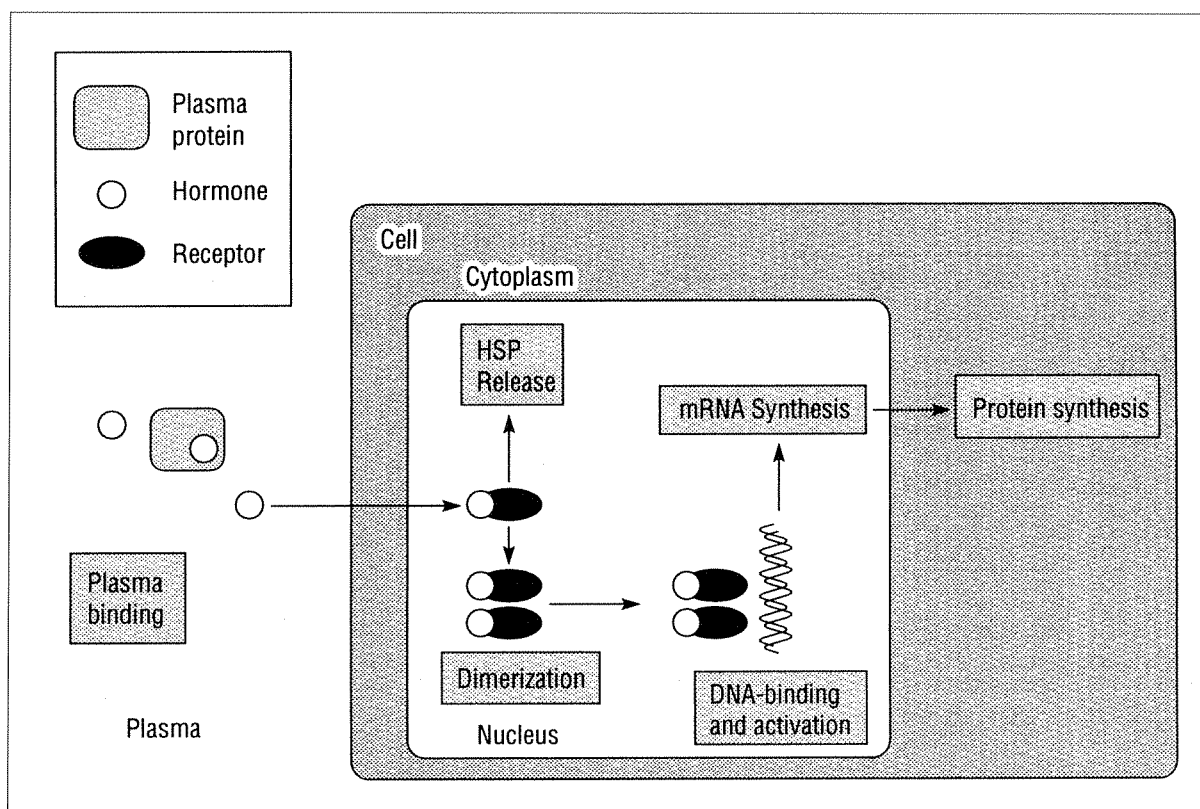 Plasma
protein
Hormone
Receptor
Cell
Cytoplasm
HSP
Release
mRNA Synthesis
Protein synthesis
Plasma
binding
Dimerization
DNA-binding
and activation
Plasma
Nucleus